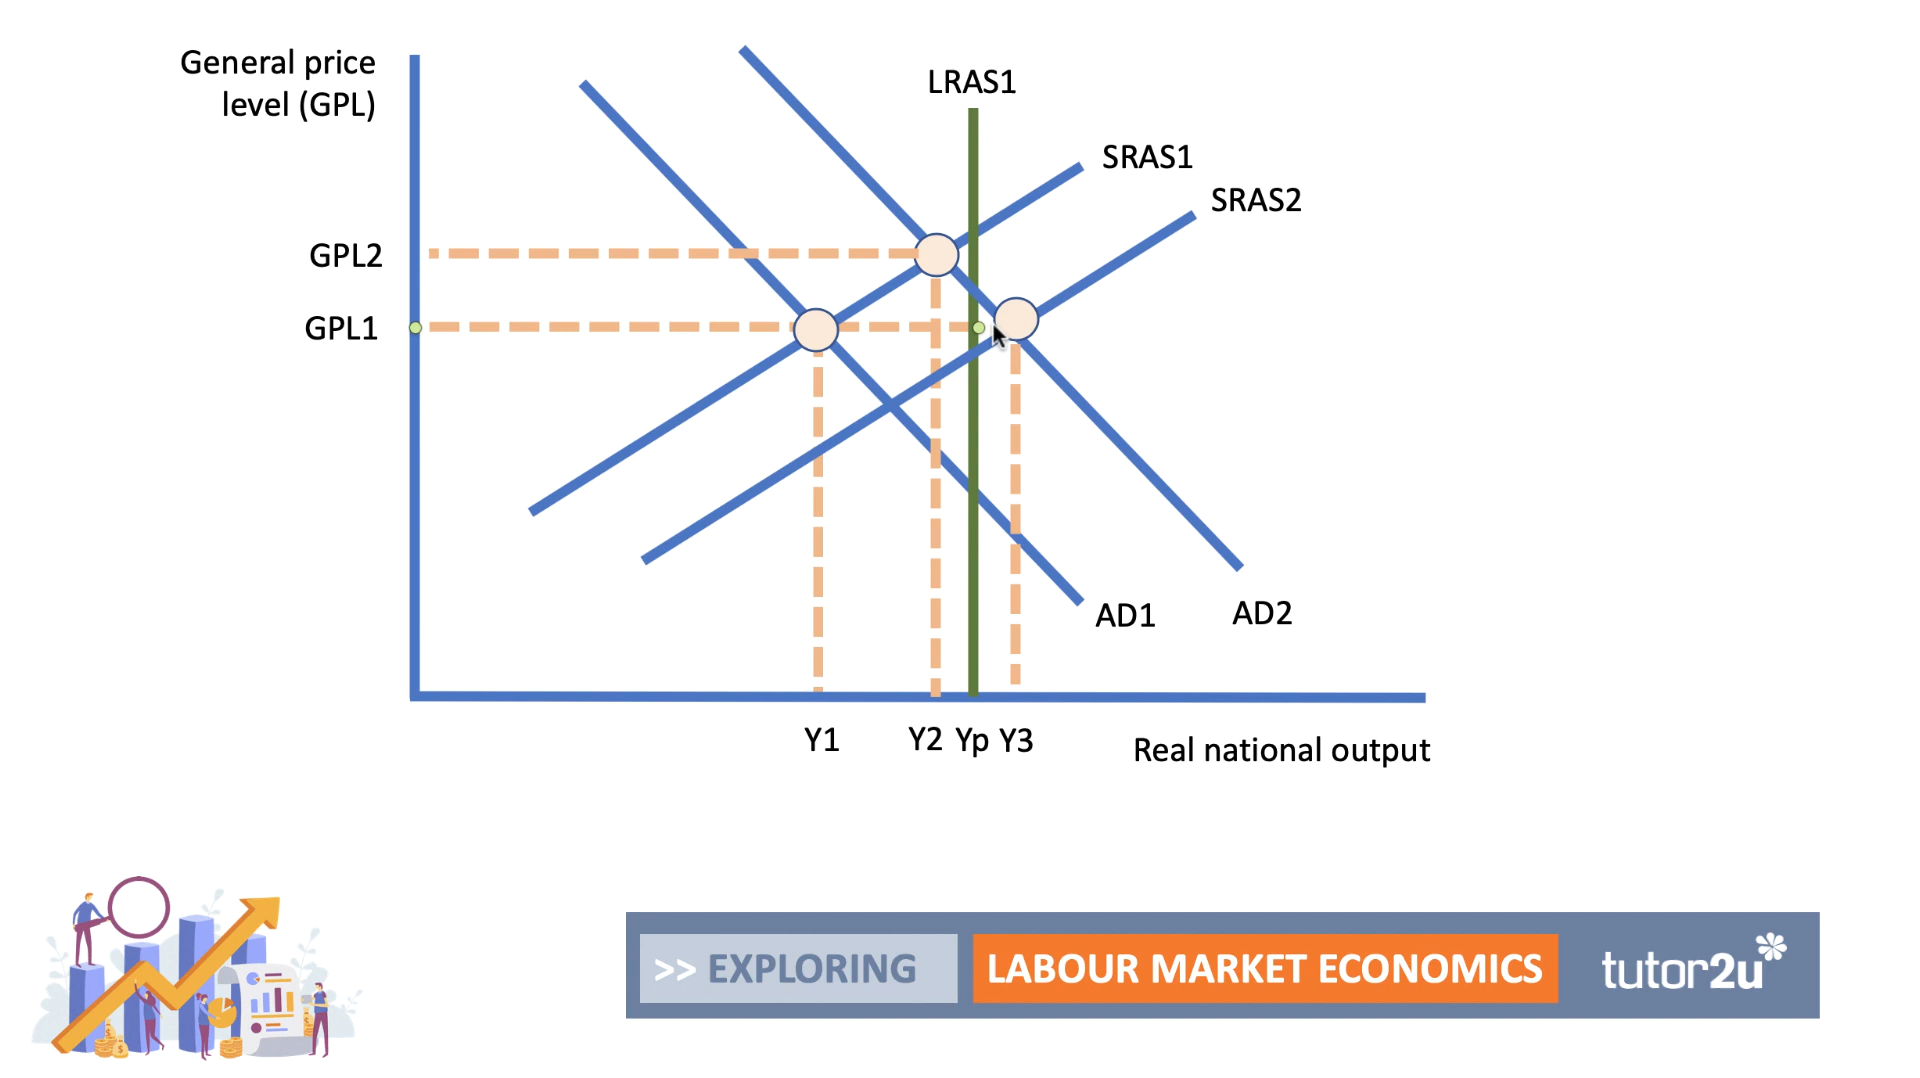 General price
level (GPL)
LRAS1
SRAS1
SRAS2
GPL2
GPL1
AD1
AD2
Y1
Y2
Yp
Y3
Real national output
>> EXPLORING
LABOUR MARKET ECONOMICS
tutor2u